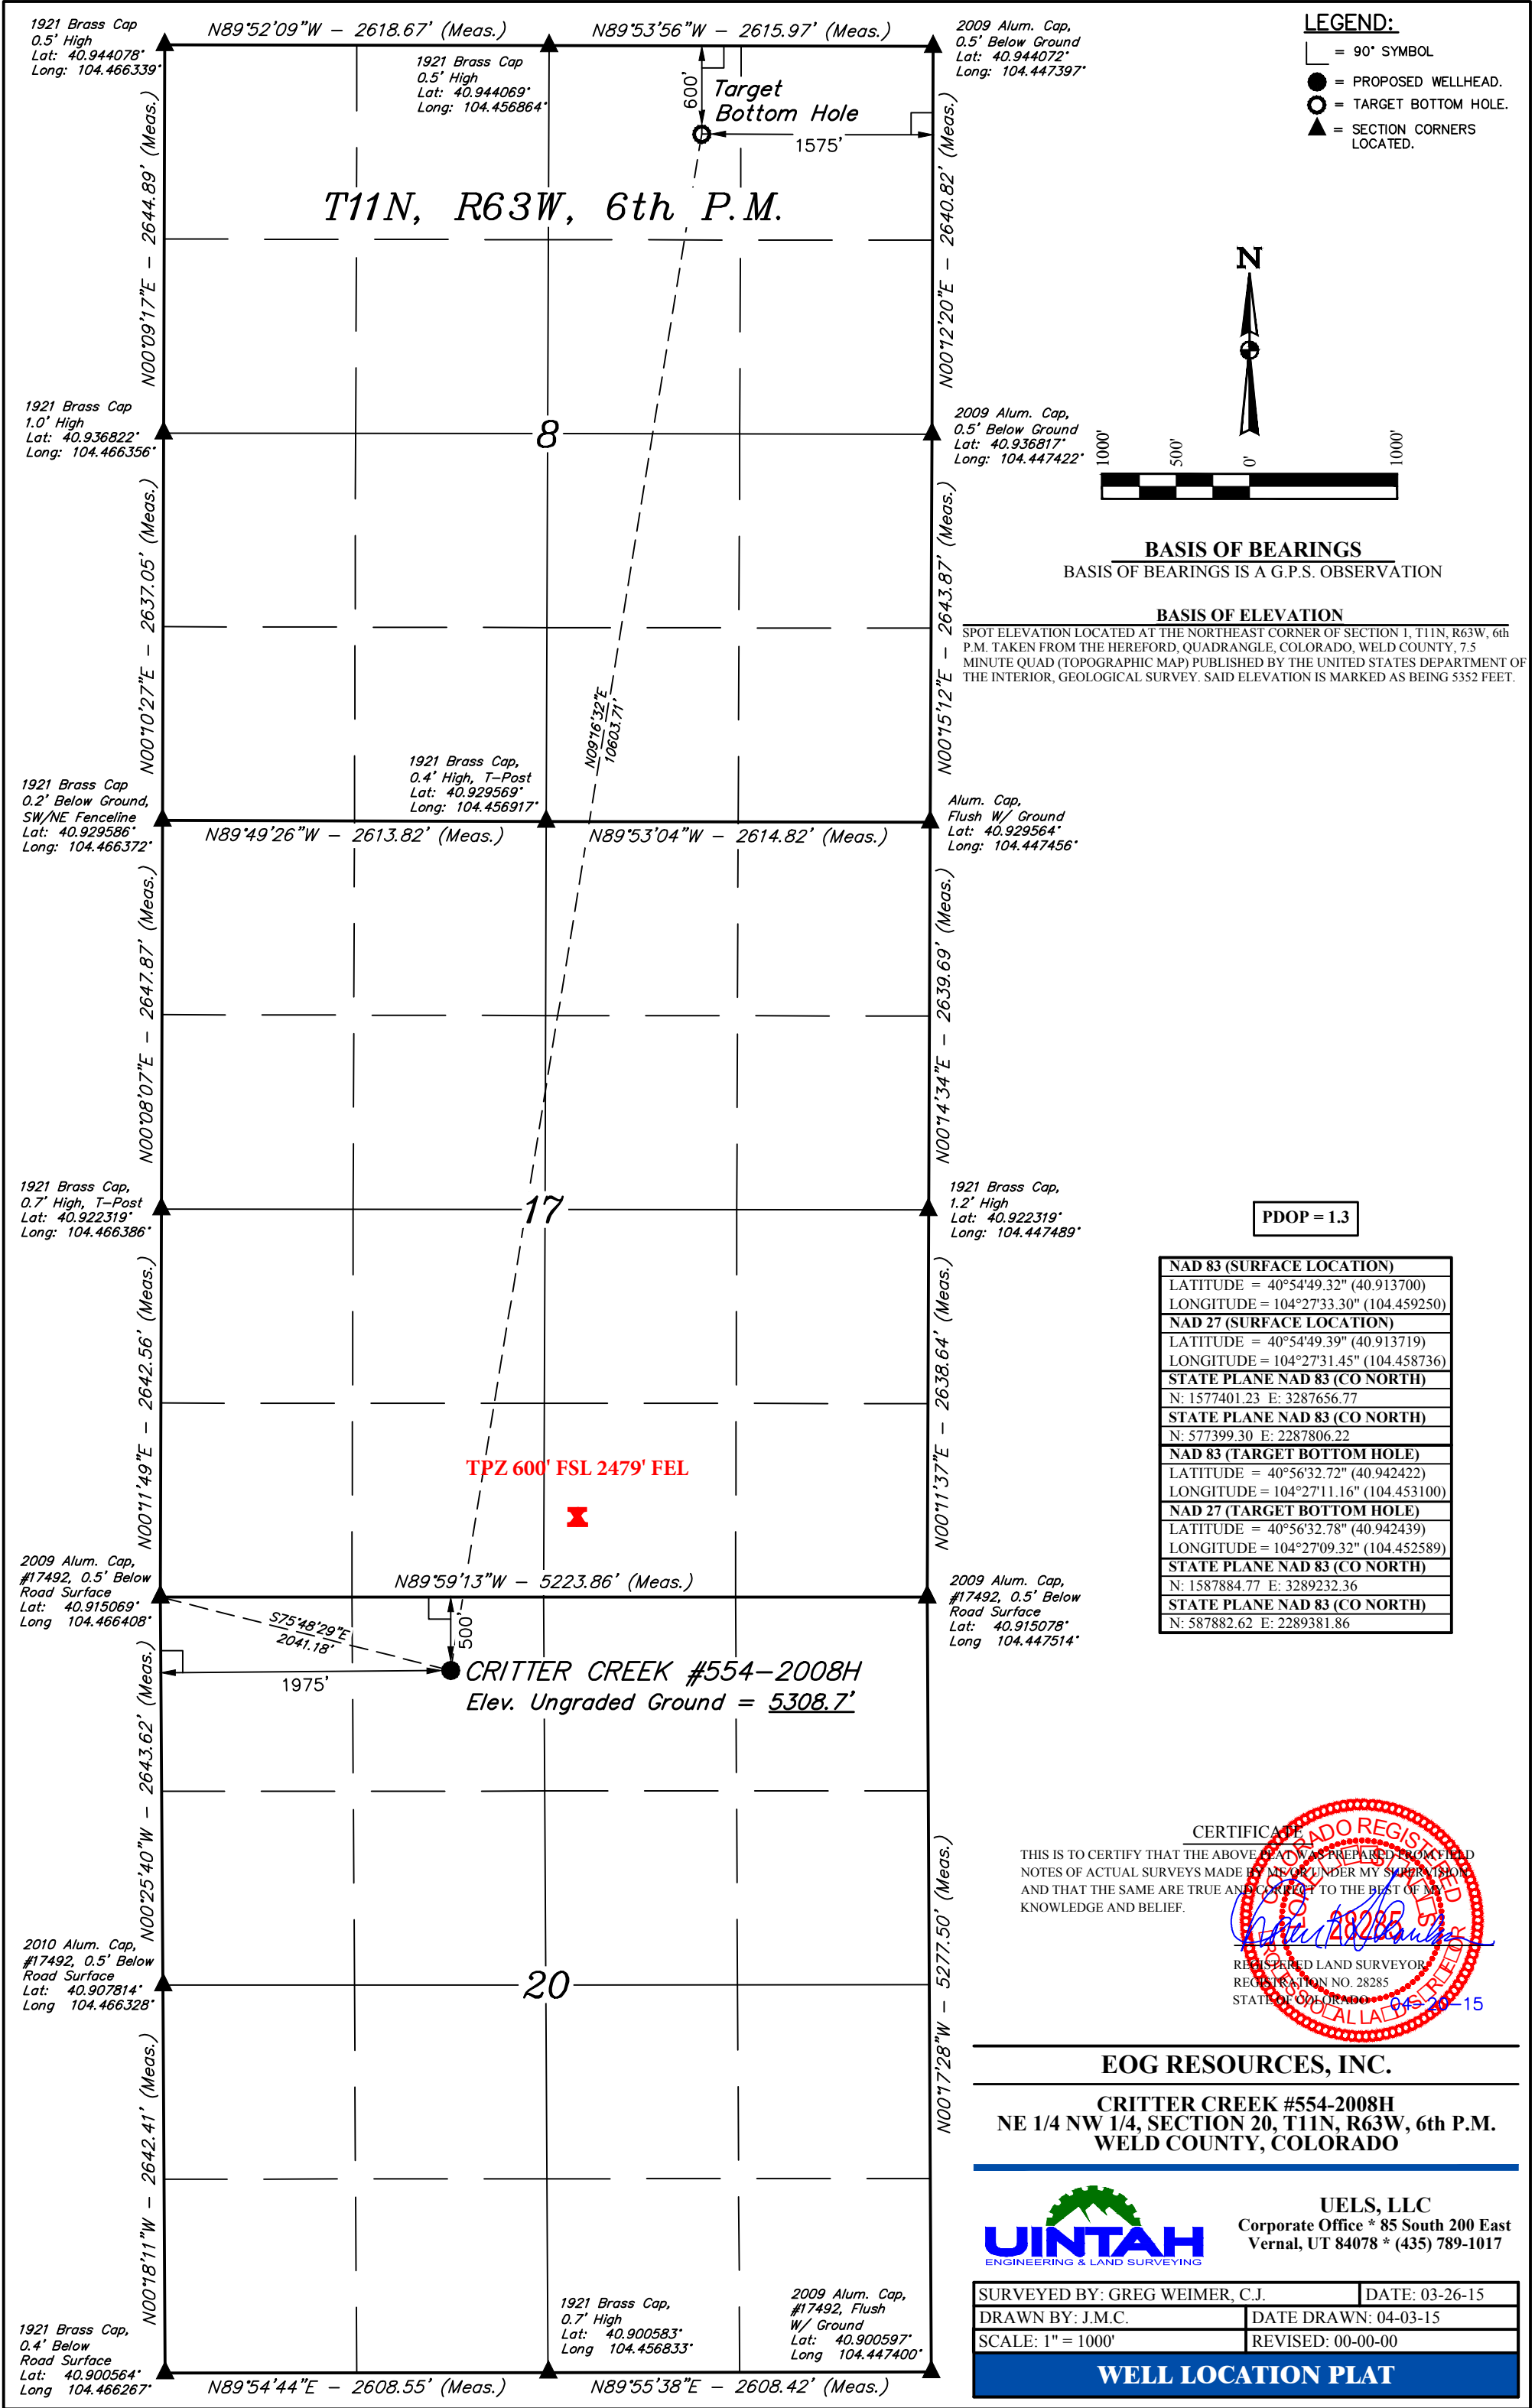 1921 Brass Cap
0.5' High
Lat: 40.944078°
Long: 104.466339°
N89°52'09"W - 2618.67' (Meas.)
N89°53'56"W - 2615.97' (Meas.)
1921 Brass Cap
0.5' High
Lat: 40.944069°
Long: 104.456864°
2009 Alum. Cap,
0.5' Below Ground
Lat: 40.944072°
Long: 104.447397°
600'
Target
Bottom Hole
1575'
T11N, R63W, 6th P.M.
N00°09'17"E - 2644.89' (Meas.)
N00°12'20"E - 2640.82' (Meas.)
LEGEND:
= 90° SYMBOL
= PROPOSED WELLHEAD.
= TARGET BOTTOM HOLE.
= SECTION CORNERS
LOCATED.
N
1000'
500'
0'
1000'
1921 Brass Cap
1.0' High
Lat: 40.936822°
Long: 104.466356°
8
2009 Alum. Cap,
0.5' Below Ground
Lat: 40.936817°
Long: 104.447422°
BASIS OF BEARINGS
BASIS OF BEARINGS IS A G.P.S. OBSERVATION
BASIS OF ELEVATION
SPOT ELEVATION LOCATED AT THE NORTHEAST CORNER OF SECTION 1, T11N, R63W, 6th
P.M. TAKEN FROM THE HEREFORD, QUADRANGLE, COLORADO, WELD COUNTY, 7.5
MINUTE QUAD (TOPOGRAPHIC MAP) PUBLISHED BY THE UNITED STATES DEPARTMENT OF
THE INTERIOR, GEOLOGICAL SURVEY. SAID ELEVATION IS MARKED AS BEING 5352 FEET.
N00°10'27"E - 2637.05' (Meas.)
N00°15'12"E - 2643.87' (Meas.)
N09°16'32"E
10603.71'
1921 Brass Cap
0.2' Below Ground,
SW/NE Fenceline
Lat: 40.929586°
Long: 104.466372°
1921 Brass Cap,
0.4' High, T-Post
Lat: 40.929569°
Long: 104.456917°
Alum. Cap,
Flush W/ Ground
Lat: 40.929564°
Long: 104.447456°
N89°49'26"W - 2613.82' (Meas.)
N89°53'04"W - 2614.82' (Meas.)
N00°08'07"E - 2647.87' (Meas.)
N00°14'34"E - 2639.69' (Meas.)
1921 Brass Cap,
0.7' High, T-Post
Lat: 40.922319°
Long: 104.466386°
17
1921 Brass Cap,
1.2' High
Lat: 40.922319°
Long: 104.447489°
N00°11'49"E - 2642.56' (Meas.)
N00°11'37"E - 2638.64' (Meas.)
TPZ 600' FSL 2479' FEL
PDOP = 1.3
NAD 83 (SURFACE LOCATION)
LATITUDE = 40°54'49.32" (40.913700)
LONGITUDE = 104°27'33.30" (104.459250)
NAD 27 (SURFACE LOCATION)
LATITUDE = 40°54'49.39" (40.913719)
LONGITUDE = 104°27'31.45" (104.458736)
STATE PLANE NAD 83 (CO NORTH)
N: 1577401.23 E: 3287656.77
STATE PLANE NAD 83 (CO NORTH)
N: 577399.30 E: 2287806.22
NAD 83 (TARGET BOTTOM HOLE)
LATITUDE = 40°56'32.72" (40.942422)
LONGITUDE = 104°27'11.16" (104.453100)
NAD 27 (TARGET BOTTOM HOLE)
LATITUDE = 40°56'32.78" (40.942439)
LONGITUDE = 104°27'09.32" (104.452589)
STATE PLANE NAD 83 (CO NORTH)
N: 1587884.77 E: 3289232.36
STATE PLANE NAD 83 (CO NORTH)
N: 587882.62 E: 2289381.86
2009 Alum. Cap,
#17492, 0.5' Below
Road Surface
Lat: 40.915069°
Long 104.466408°
N89°59'13"W - 5223.86' (Meas.)
2009 Alum. Cap,
#17492, 0.5' Below
Road Surface
Lat: 40.915078°
Long 104.447514°
S75°48'29"E
2041.18'
500'
1975'
CRITTER CREEK #554-2008H
Elev. Ungraded Ground = 5308.7'
N00°25'40"W - 2643.62' (Meas.)
N00°17'28"W - 5277.50' (Meas.)
2010 Alum. Cap,
#17492, 0.5' Below
Road Surface
Lat: 40.907814°
Long 104.466328°
20
N00°18'11"W - 2642.41' (Meas.)
CERTIFICATE
THIS IS TO CERTIFY THAT THE ABOVE PLAT WAS PREPARED FROM FIELD
NOTES OF ACTUAL SURVEYS MADE BY ME OR UNDER MY SUPERVISION
AND THAT THE SAME ARE TRUE AND CORRECT TO THE BEST OF MY
KNOWLEDGE AND BELIEF.
COLORADO REGISTERED
28285
REGISTERED LAND SURVEYOR
REGISTRATION NO. 28285
STATE OF COLORADO
04-20-15
EOG RESOURCES, INC.
CRITTER CREEK #554-2008H
NE 1/4 NW 1/4, SECTION 20, T11N, R63W, 6th P.M.
WELD COUNTY, COLORADO
UINTAH
ENGINEERING & LAND SURVEYING
UELS, LLC
Corporate Office * 85 South 200 East
Vernal, UT 84078 * (435) 789-1017
SURVEYED BY: GREG WEIMER, C.J.
DATE: 03-26-15
DRAWN BY: J.M.C.
DATE DRAWN: 04-03-15
SCALE: 1" = 1000'
REVISED: 00-00-00
WELL LOCATION PLAT
1921 Brass Cap,
0.4' Below
Road Surface
Lat: 40.900564°
Long 104.466267°
1921 Brass Cap,
0.7' High
Lat: 40.900583°
Long 104.456833°
2009 Alum. Cap,
#17492, Flush
W/ Ground
Lat: 40.900597°
Long 104.447400°
N89°54'44"E - 2608.55' (Meas.)
N89°55'38"E - 2608.42' (Meas.)